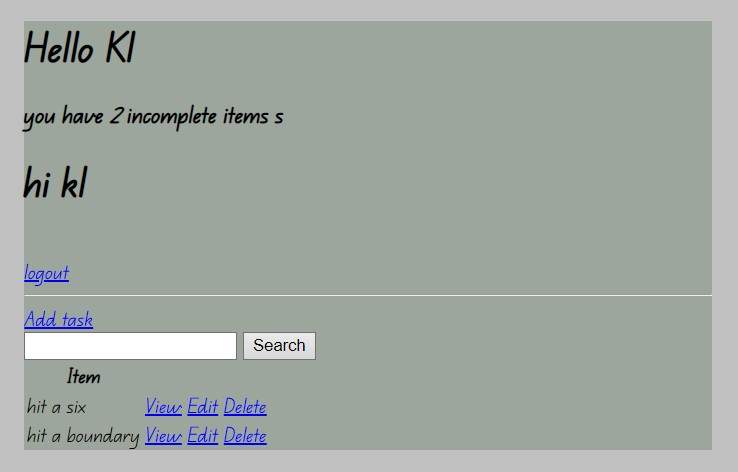 Hello Kl
you have 2 incomplete items s
hi kl
logout
Add task
Search
Item
hit a six View Edit Delete
hit a boundary View Edit Delete